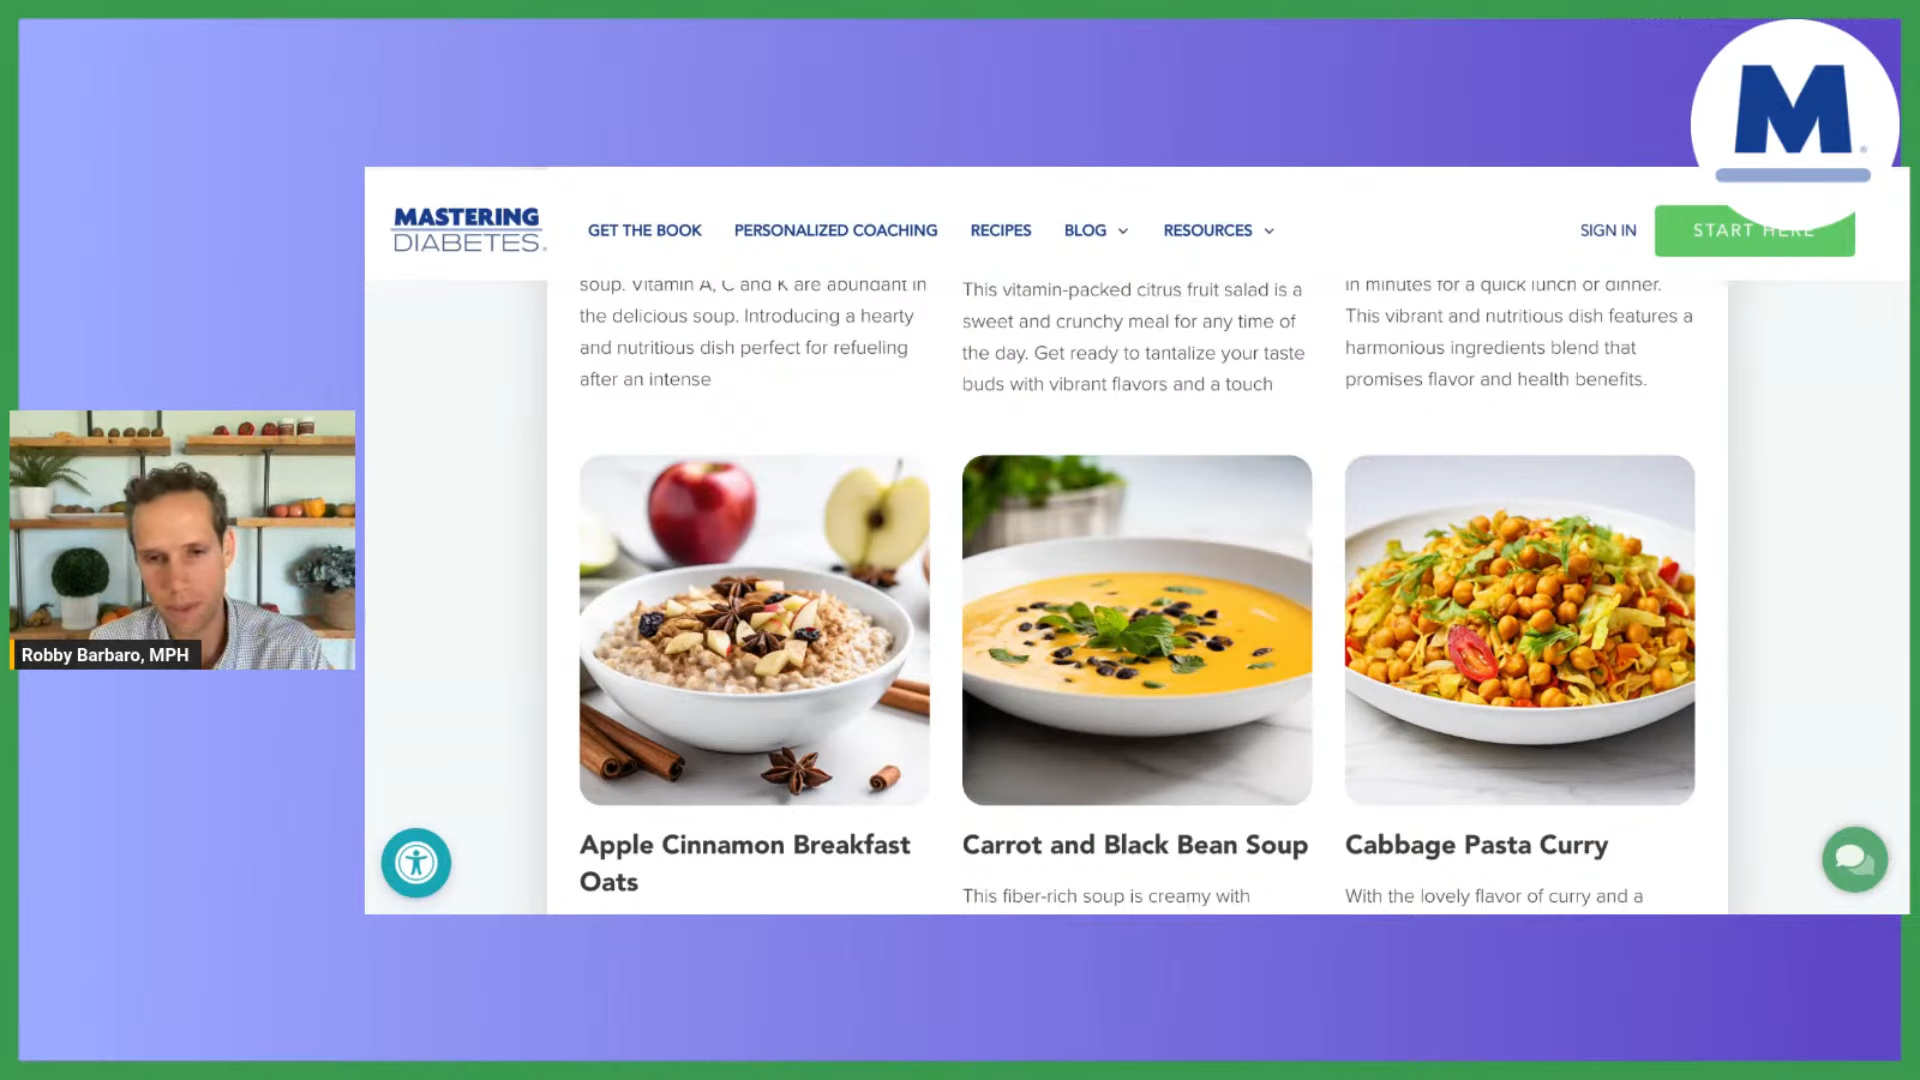 M
MASTERING
DIABETES
GET THE BOOK
PERSONALIZED COACHING
RECIPES
BLOG
RESOURCES
SIGN IN
START HERE
soup. Vitamin A, C and K are abundant in
the delicious soup. Introducing a hearty
and nutritious dish perfect for refueling
after an intense
This vitamin-packed citrus fruit salad is a
sweet and crunchy meal for any time of
the day. Get ready to tantalize your taste
buds with vibrant flavors and a touch
in minutes for a quick lunch or dinner.
This vibrant and nutritious dish features a
harmonious ingredients blend that
promises flavor and health benefits.
Robby Barbaro, MPH
Apple Cinnamon Breakfast
Oats
Carrot and Black Bean Soup
This fiber-rich soup is creamy with
Cabbage Pasta Curry
With the lovely flavor of curry and a